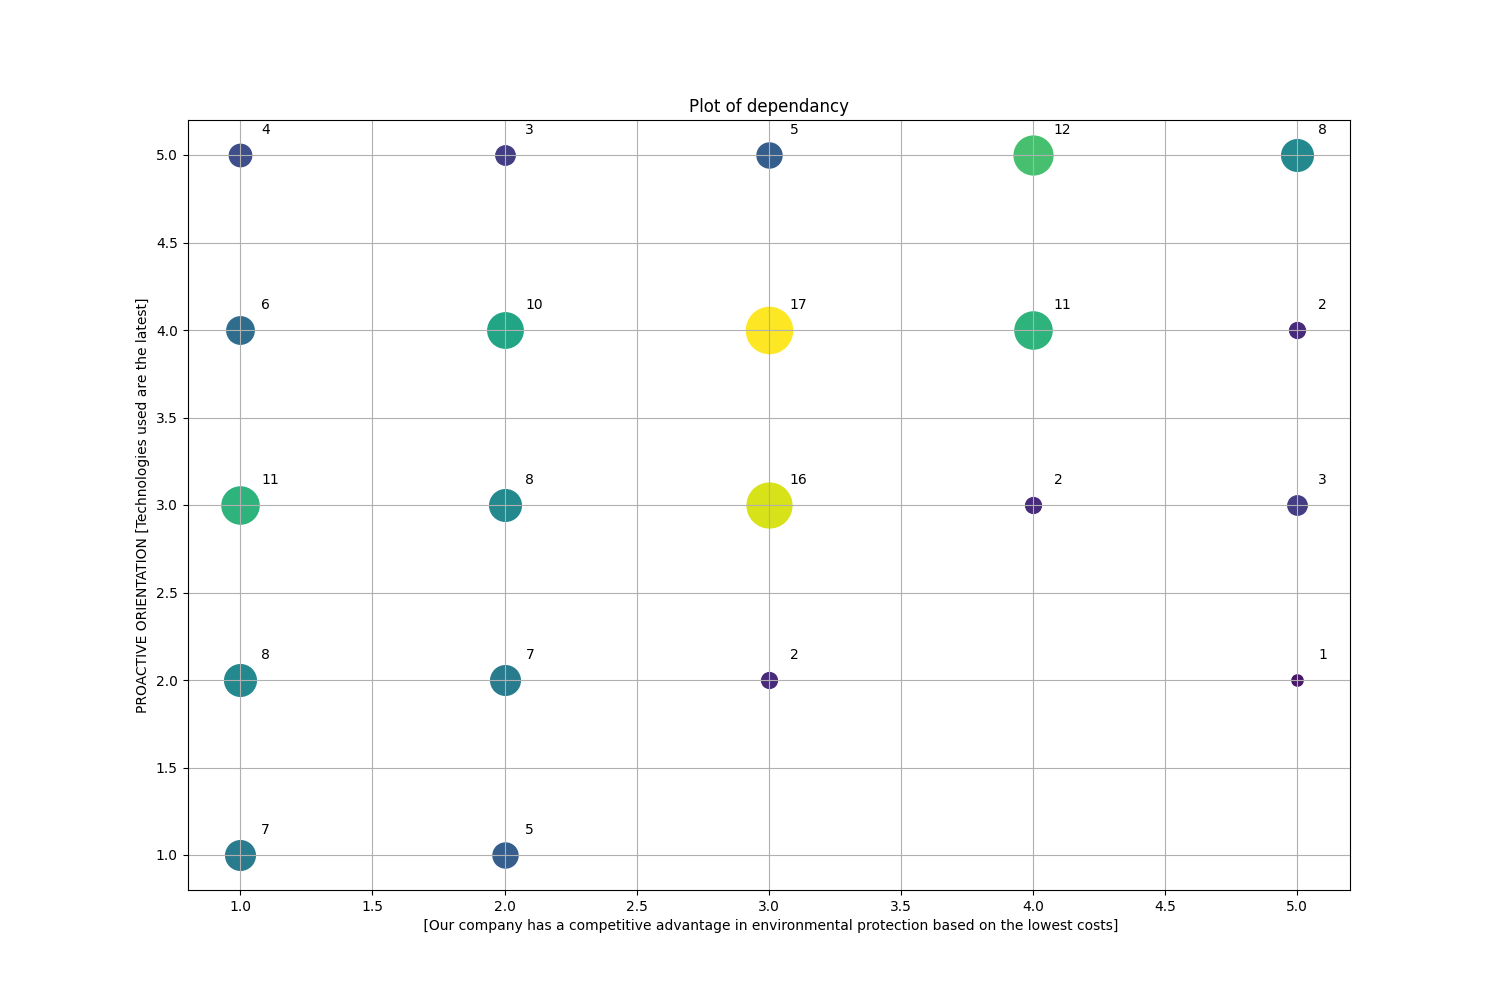 Plot of dependancy
4 3 5 12 8
5.0
4.5
6 10 17 11 2
4.0
3.5
11 8 16 2 3
3.0
2.5
8 7 2 1
2.0
1.5
7 5
1.0
PROACTIVE ORIENTATION [Technologies used are the latest]
1.0 1.5 2.0 2.5 3.0 3.5 4.0 4.5 5.0
[Our company has a competitive advantage in environmental protection based on the lowest costs]